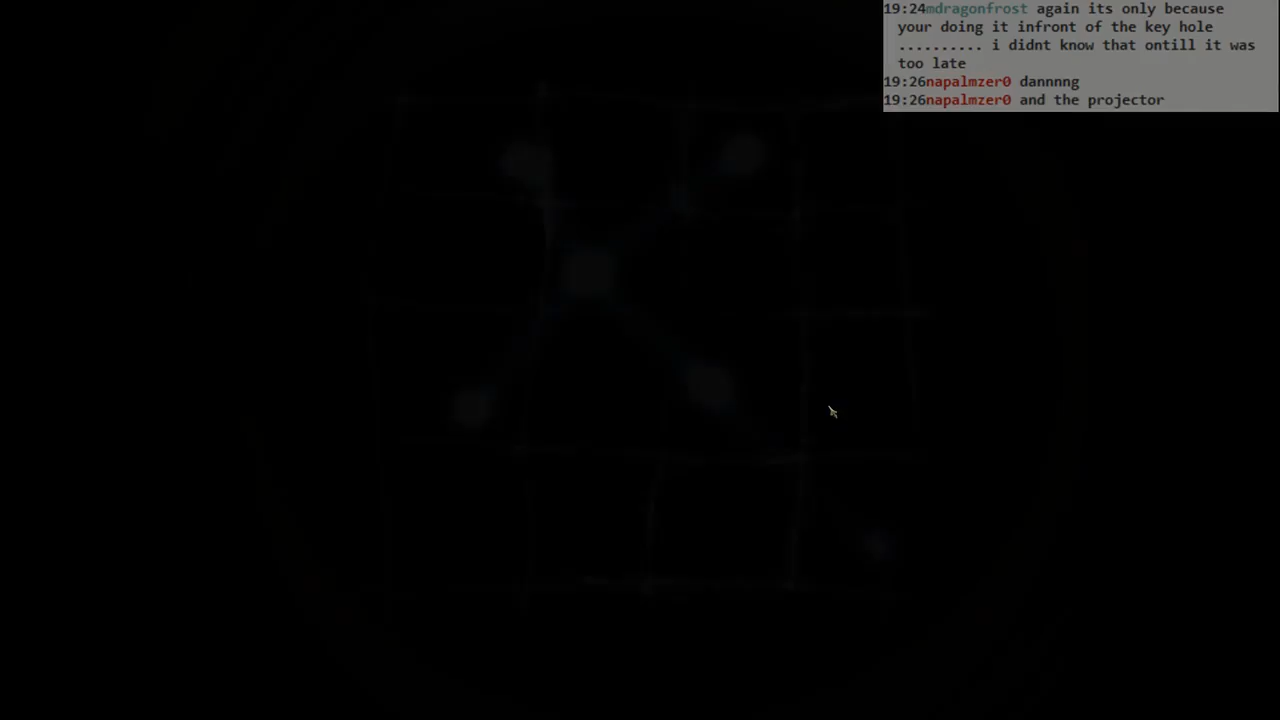 19:24mdragonfrost again its only because
your doing it infront of the key hole
.......... i didnt know that ontill it was
too late
19:26napalmzer0 dannnng
19:26napalmzer0 and the projector